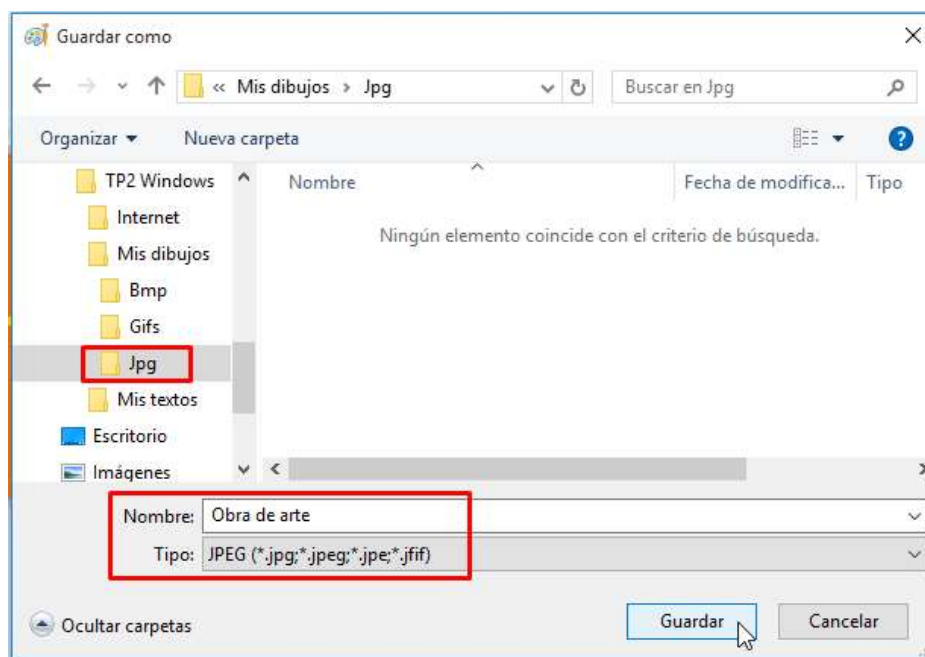 Guardar como
« Mis dibujos › Jpg
Buscar en Jpg
Organizar
Nueva carpeta
Nombre
Fecha de modifica...
Tipo
TP2 Windows
Internet
Mis dibujos
Bmp
Gifs
Jpg
Mis textos
Escritorio
Imágenes
Ningún elemento coincide con el criterio de búsqueda.
Nombre: Obra de arte
Tipo: JPEG (*.jpg;*.jpeg;*.jpe;*.jfif)
Ocultar carpetas
Guardar
Cancelar